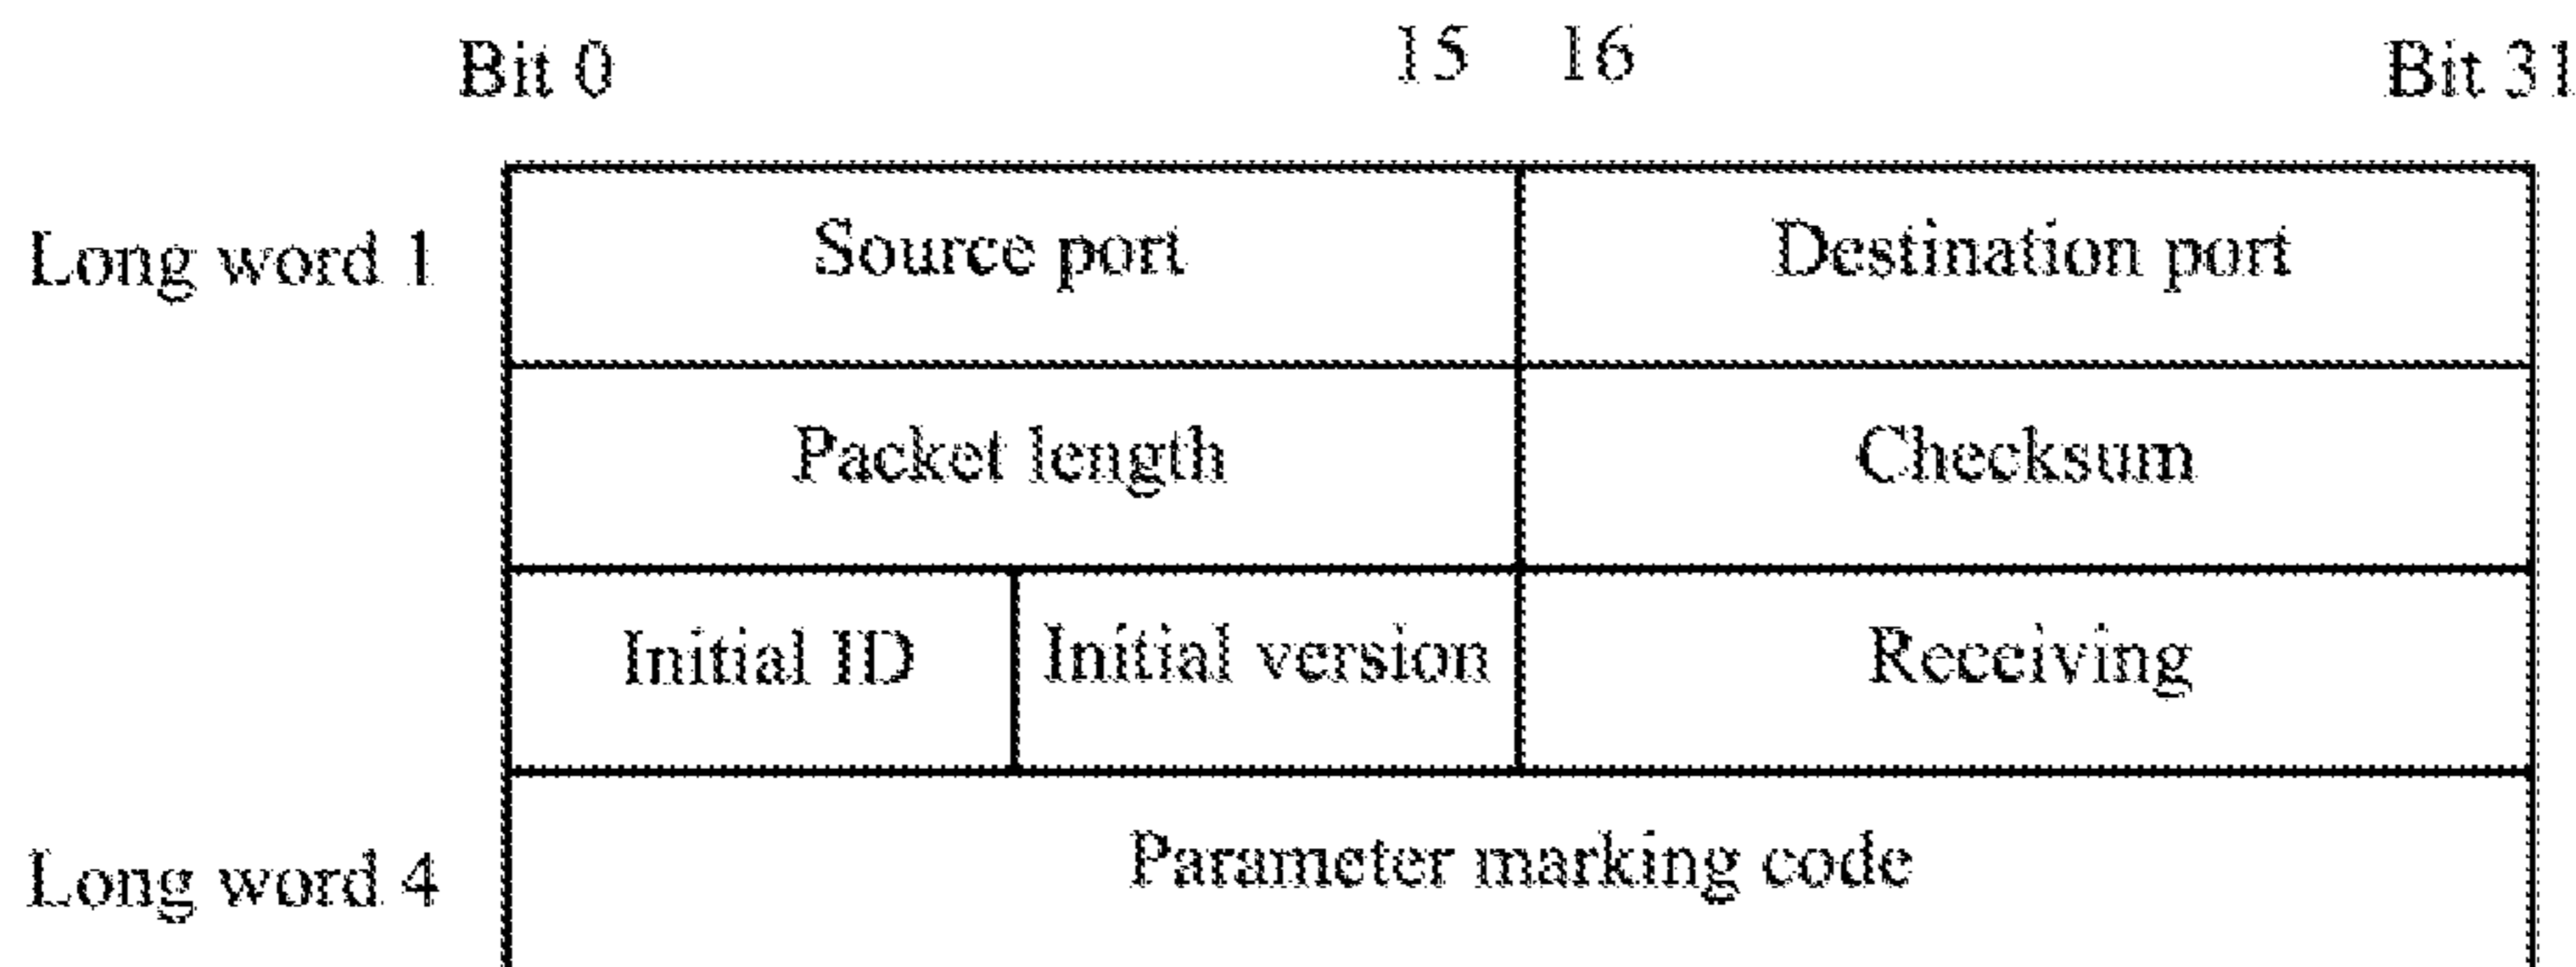 Bit 0 15 16 Bit 31
Long word 1 Source port Destination port
Packet length Checksum
Initial ID Initial version Receiving
Long word 4 Parameter marking code